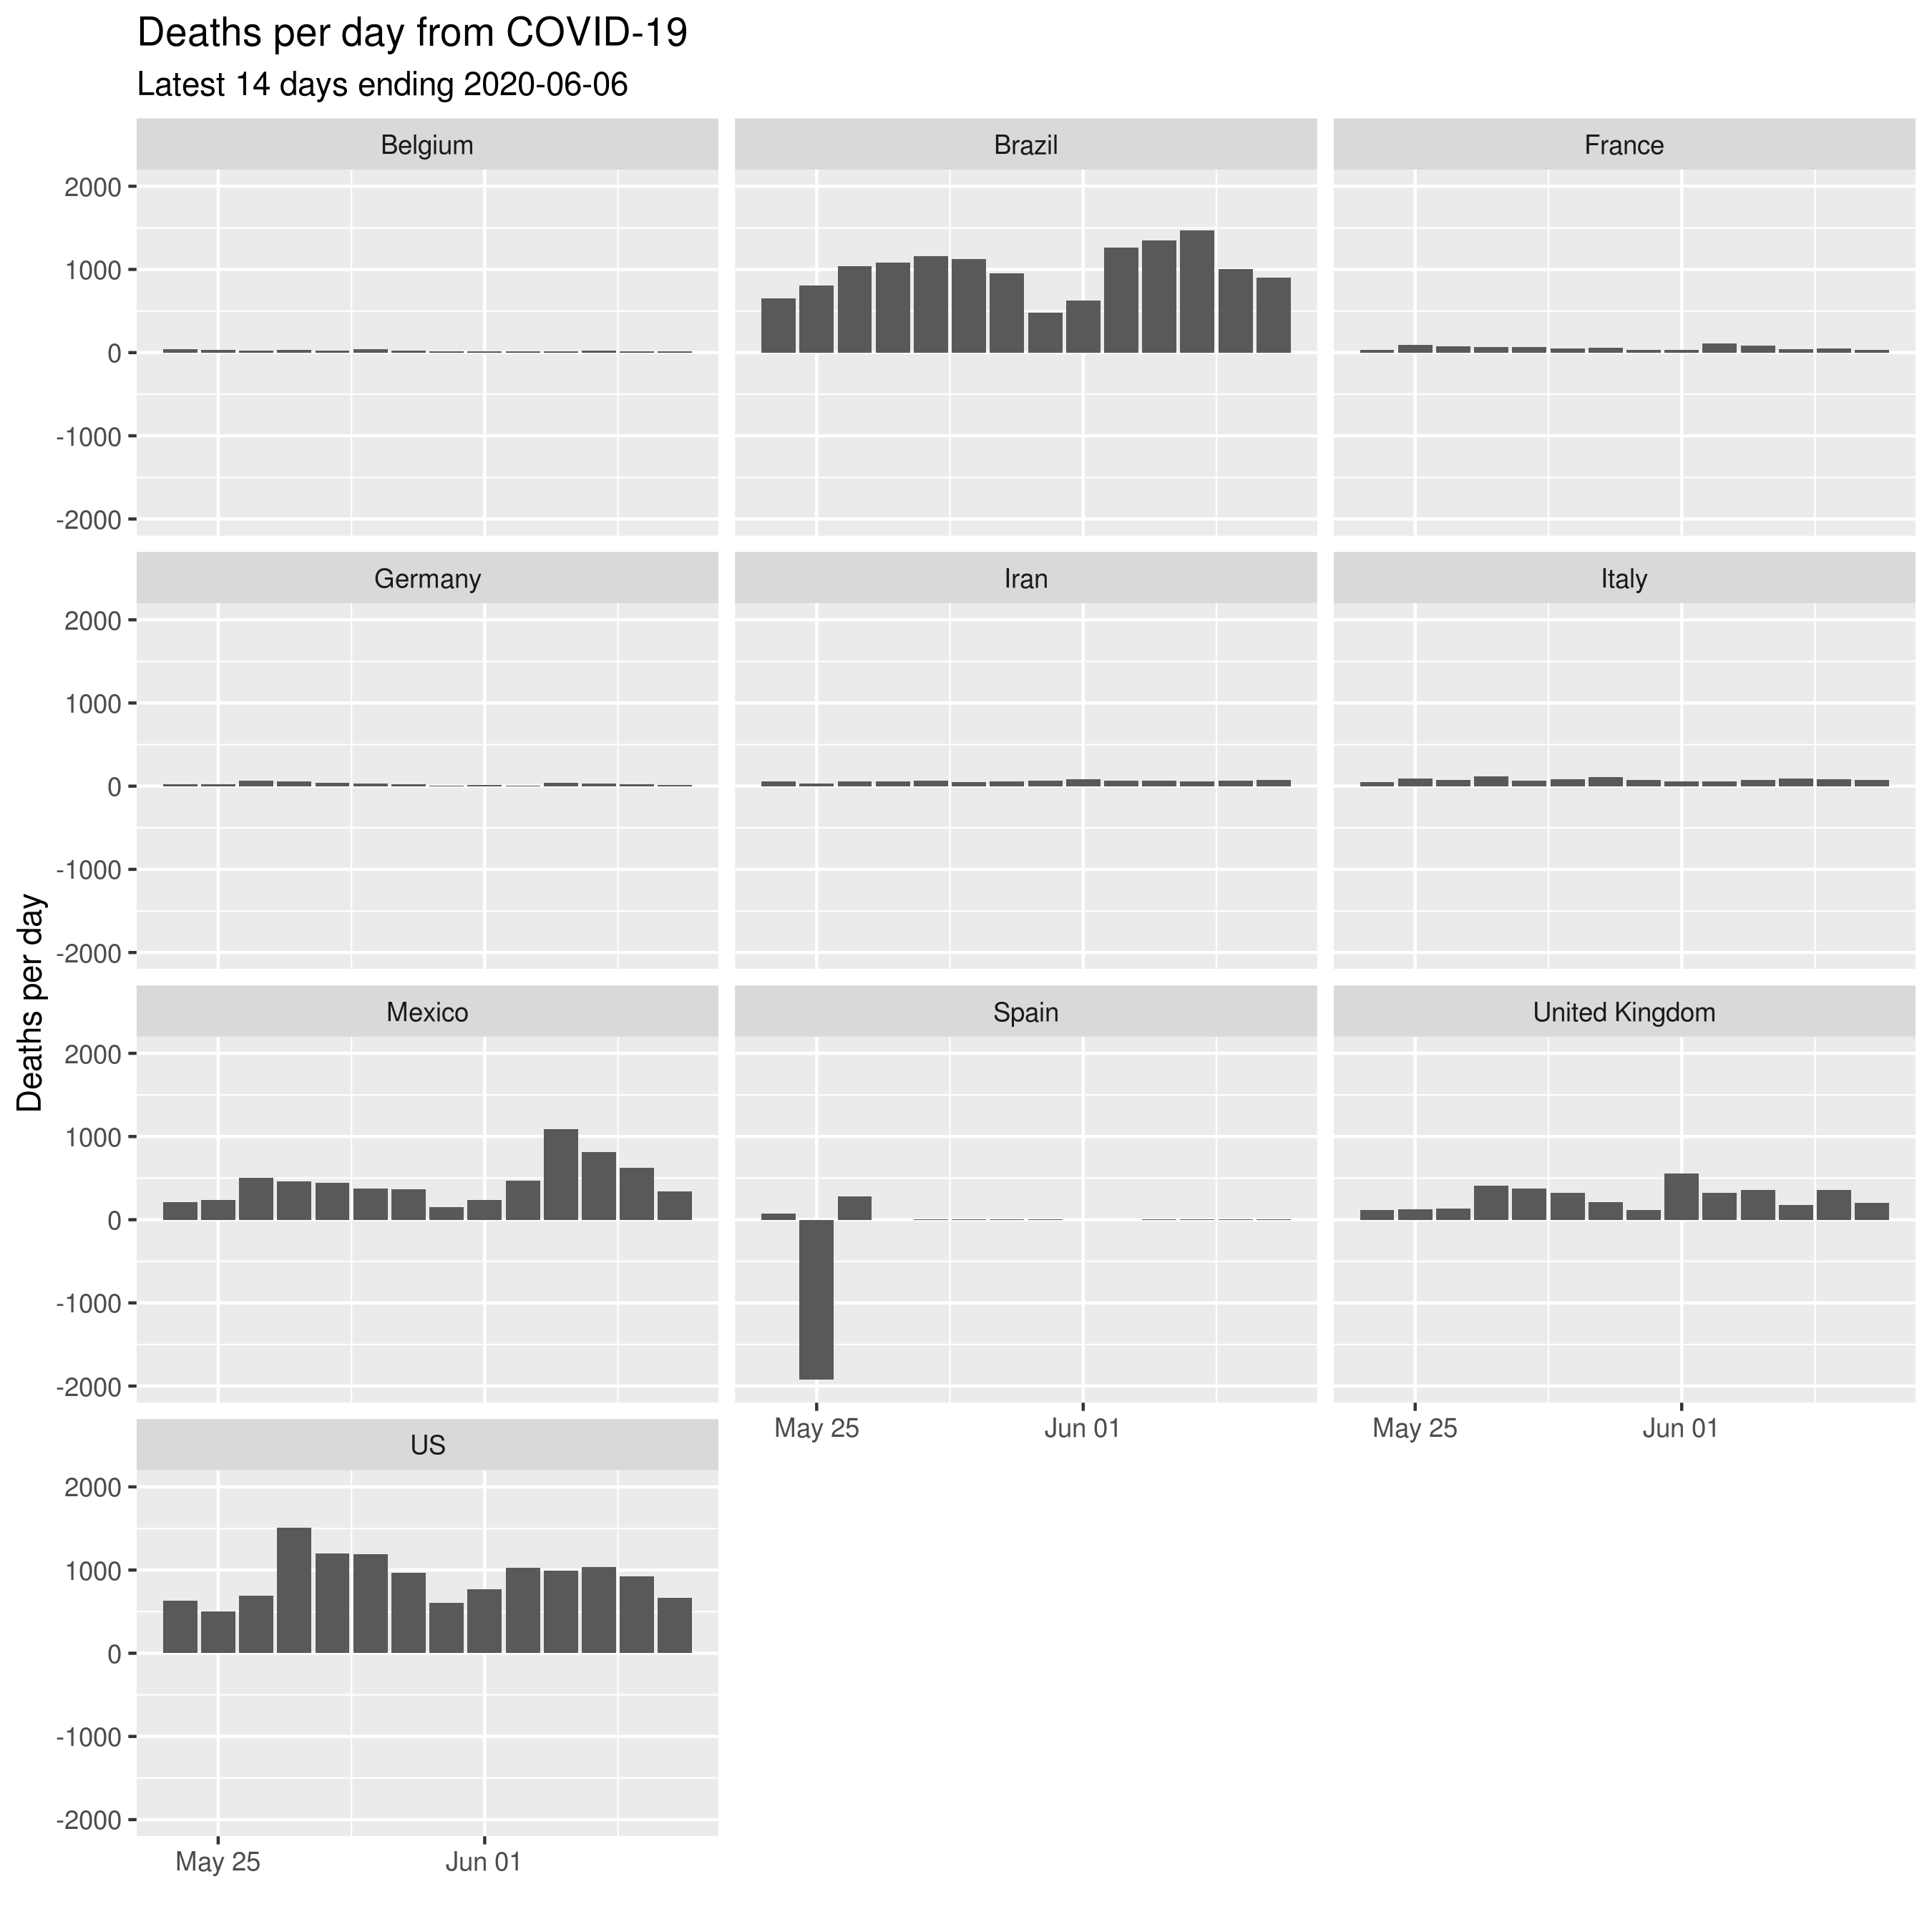 Deaths per day from COVID-19
Latest 14 days ending 2020-06-06
Belgium
Brazil
France
2000
1000
0
-1000
-2000
Germany
Iran
Italy
2000
1000
0
-1000
-2000
Deaths per day
Mexico
Spain
United Kingdom
2000
1000
0
-1000
-2000
May 25
Jun 01
May 25
Jun 01
US
2000
1000
0
-1000
-2000
May 25
Jun 01